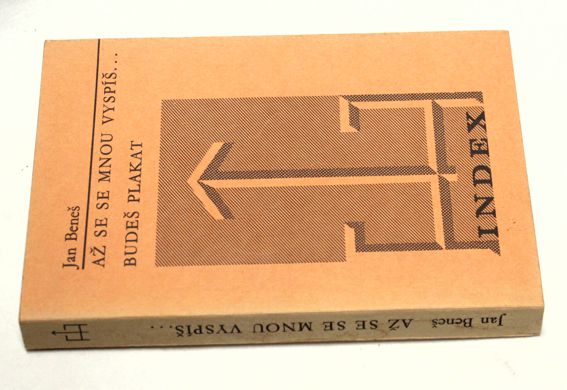 Jan Beneš
AŽ SE SE MNOU VYSPÍŠ...
BUDEŠ PLAKAT
INDEX
Jan Beneš AŽ SE SE MNOU VYSPÍŠ...